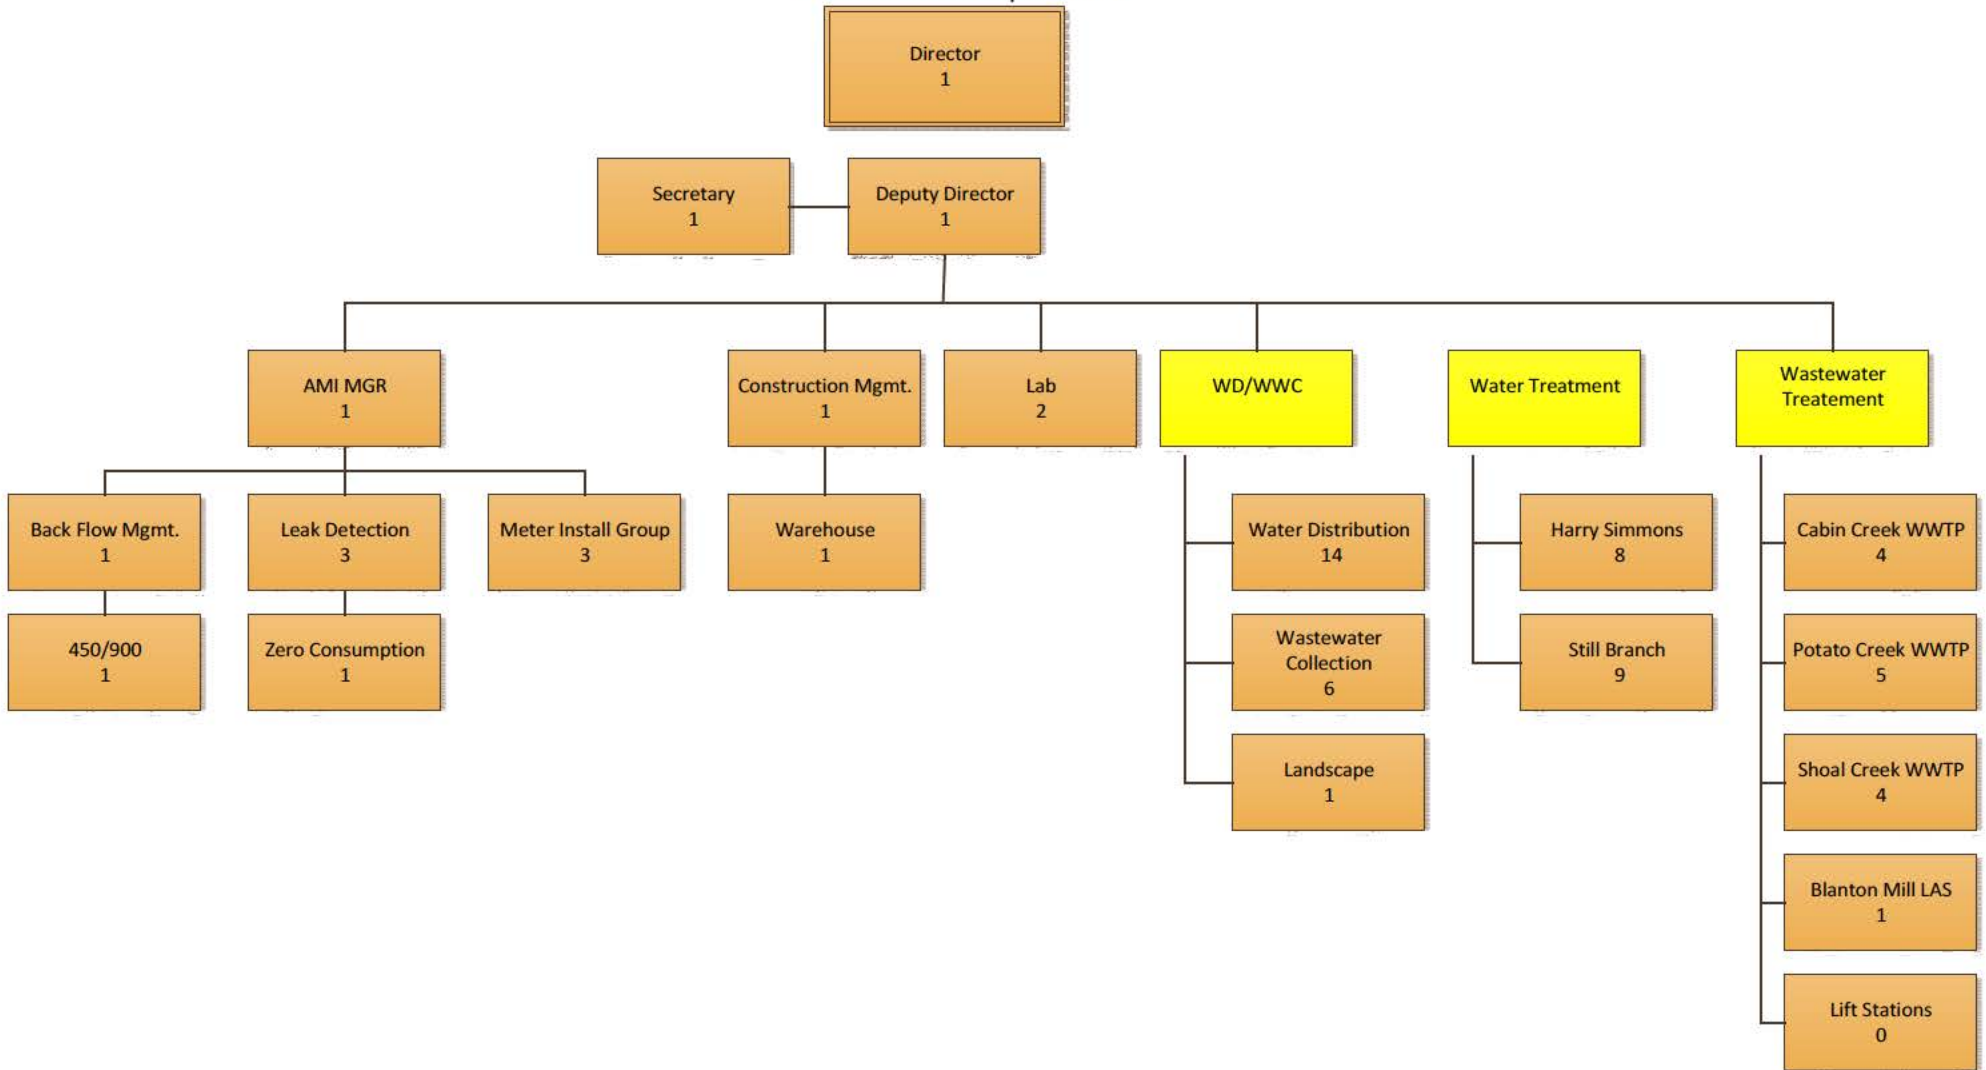 Director
1
Secretary
1
Deputy Director
1
AMI MGR
1
Construction Mgmt.
1
Lab
2
WD/WWC
Water Treatment
Wastewater
Treatement
Back Flow Mgmt.
1
Leak Detection
3
Meter Install Group
3
Warehouse
1
Water Distribution
14
Harry Simmons
8
Cabin Creek WWTP
4
450/900
1
Zero Consumption
1
Wastewater
Collection
6
Still Branch
9
Potato Creek WWTP
5
Landscape
1
Shoal Creek WWTP
4
Blanton Mill LAS
1
Lift Stations
0